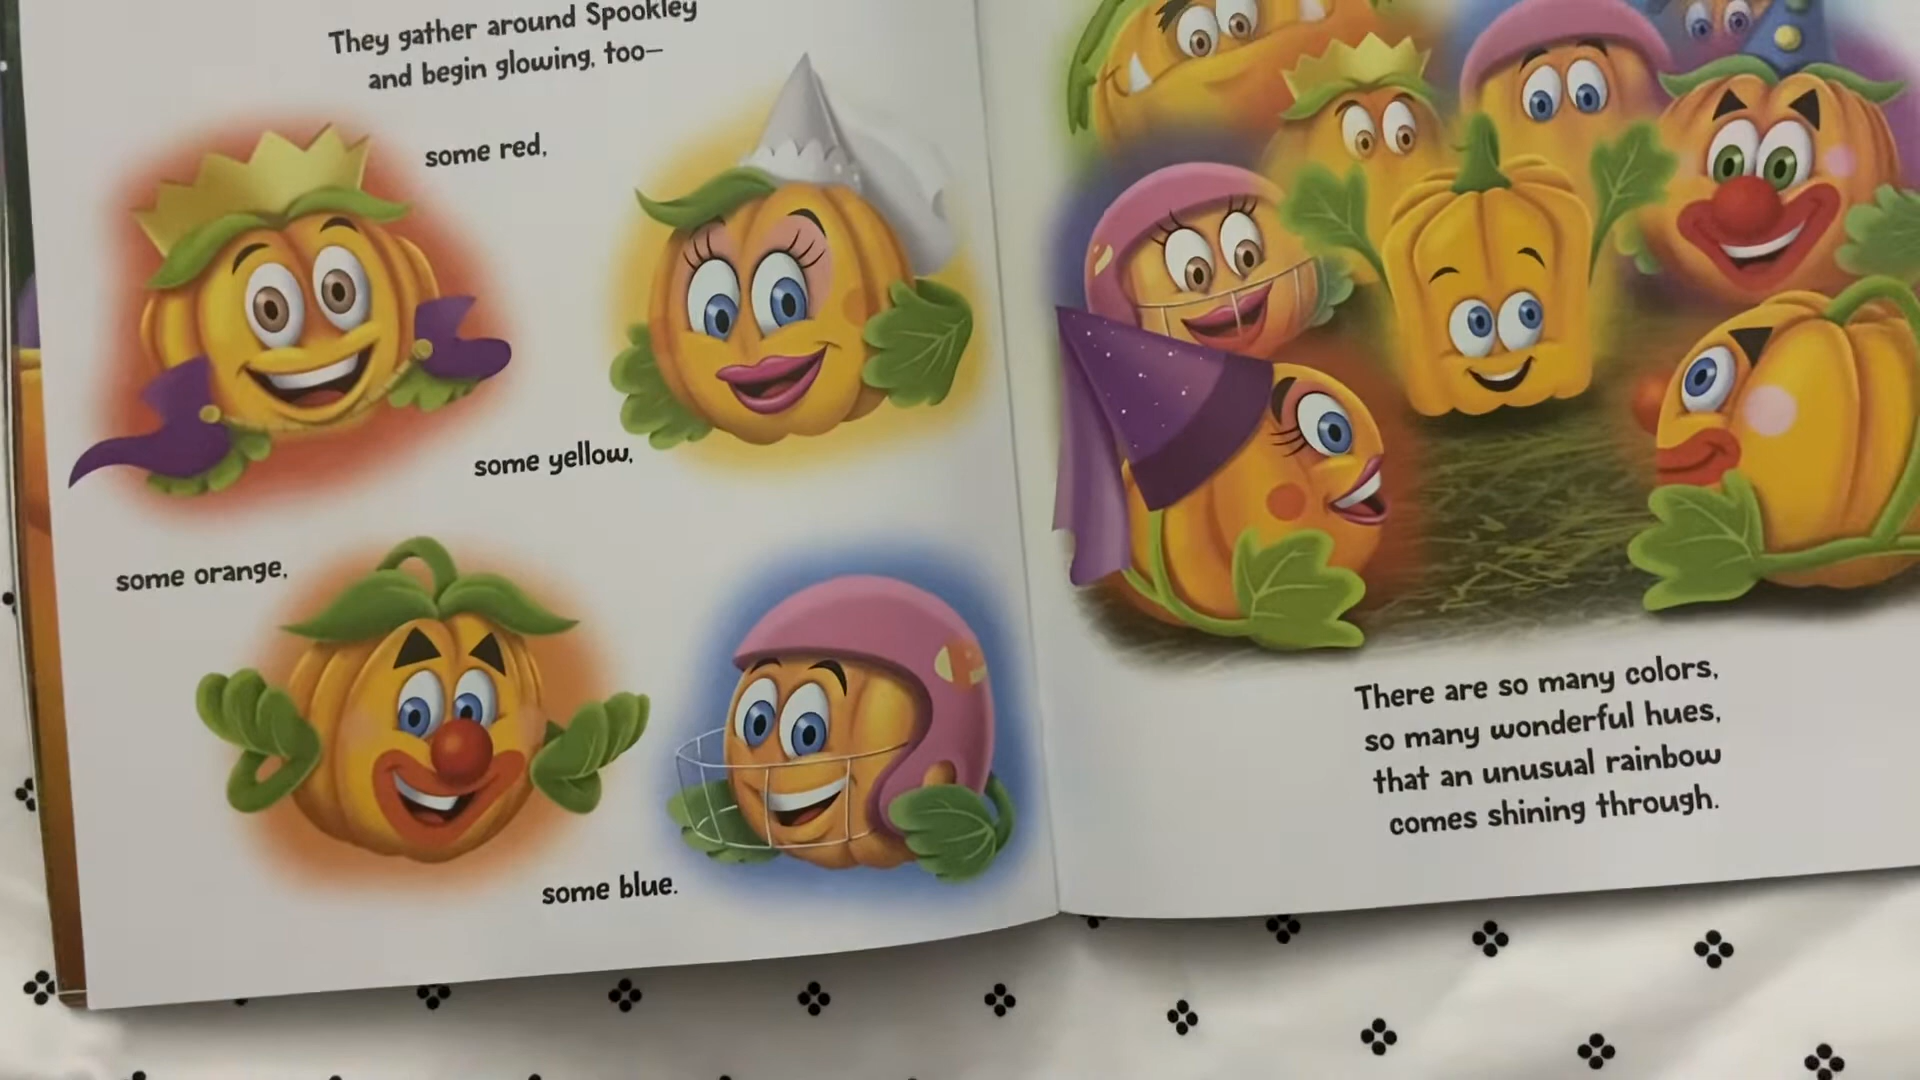 They gather around Spookley
and begin glowing, too—
some red,
some yellow,
some orange,
some blue.
There are so many colors,
so many wonderful hues,
that an unusual rainbow
comes shining through.